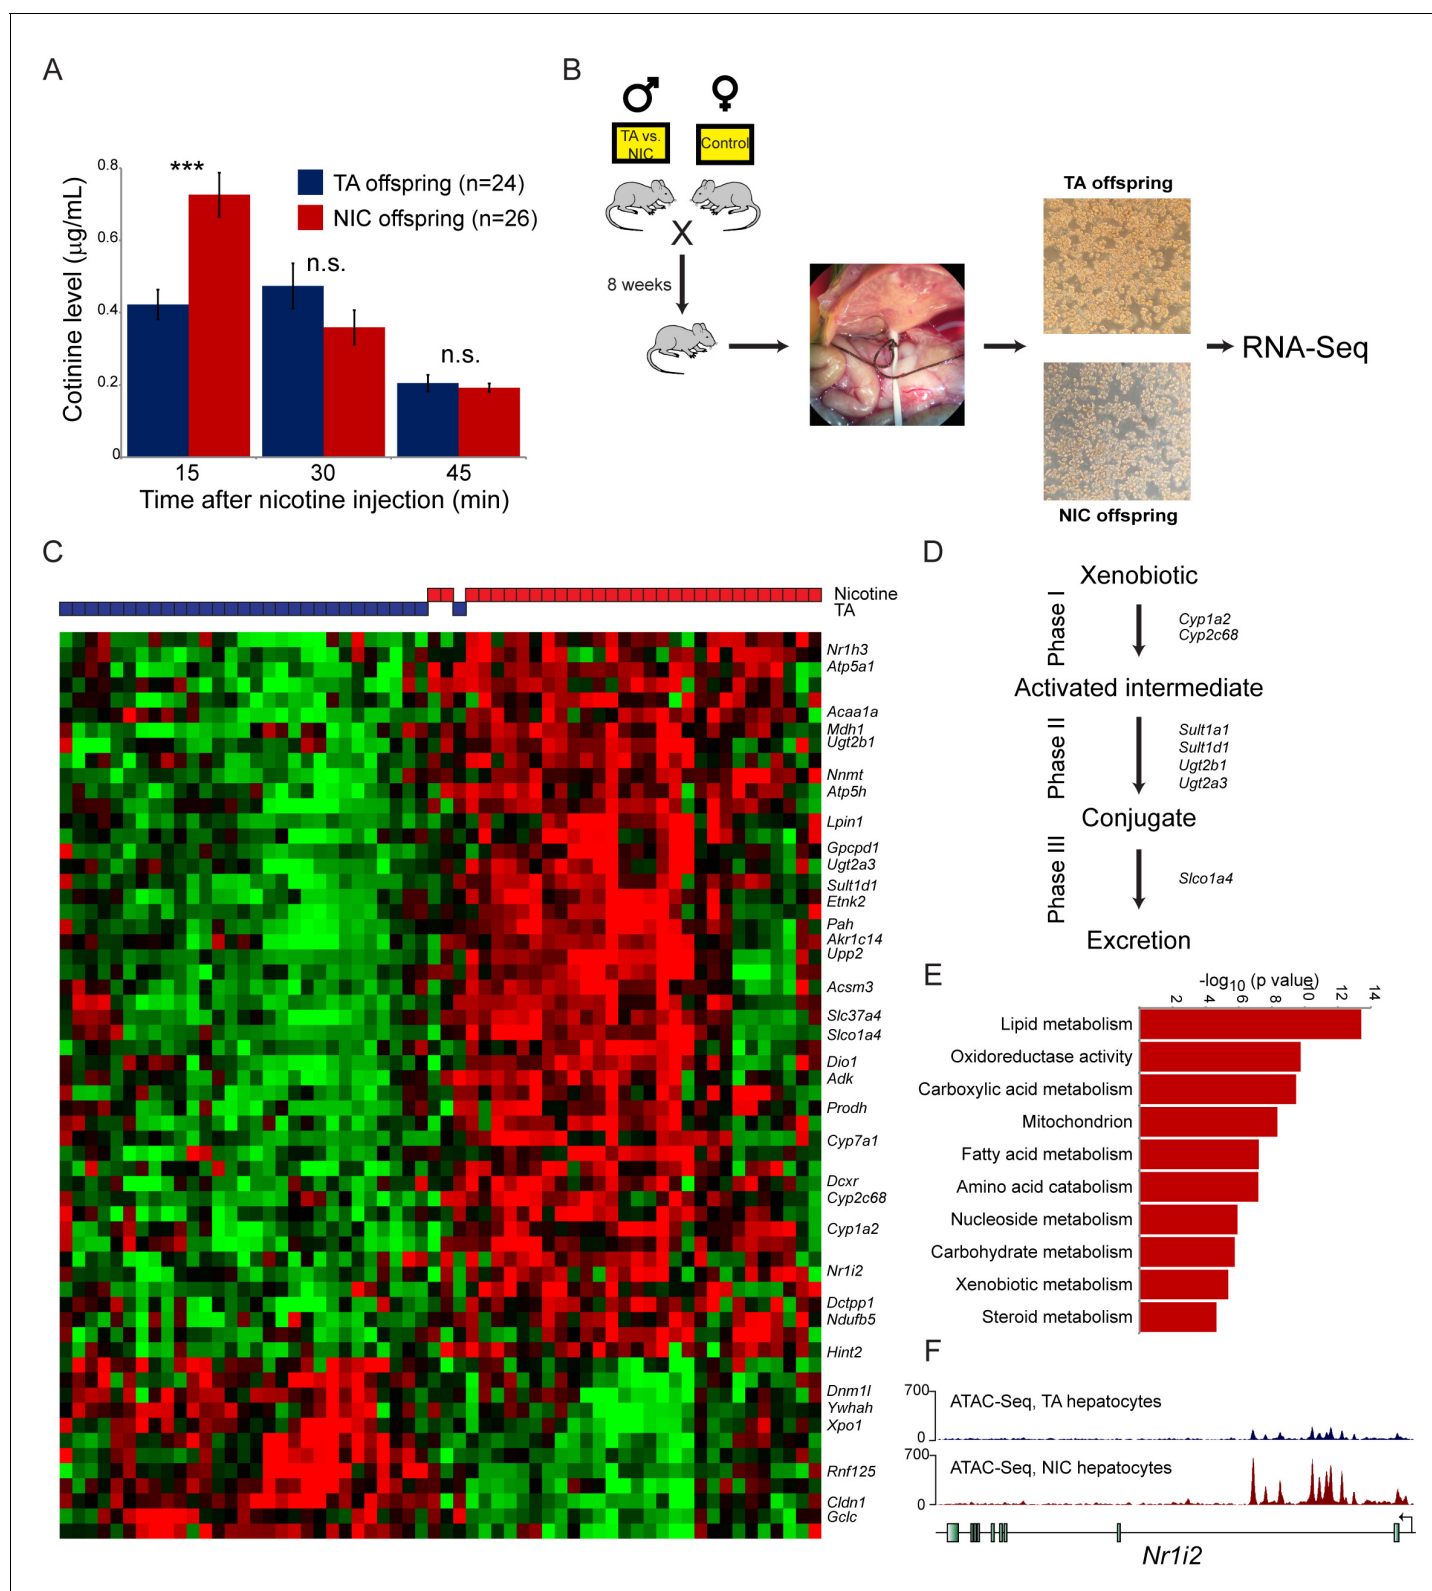 A
0.8
0.6
0.4
0.2
0
Cotinine level (µg/mL)
***
n.s.
n.s.
TA offspring (n=24)
NIC offspring (n=26)
15 30 45
Time after nicotine injection (min)
B
TA vs.
NIC
Control
X
8 weeks
TA offspring
NIC offspring
RNA-Seq
C
Nicotine
TA
Nr1h3
Atp5a1
Acaa1a
Mdh1
Ugt2b1
Nnmt
Atp5h
Lpin1
Gpcpd1
Ugt2a3
Sult1d1
Etnk2
Pah
Akr1c14
Upp2
Acsm3
Slc37a4
Slco1a4
Dio1
Adk
Prodh
Cyp7a1
Dcxr
Cyp2c68
Cyp1a2
Nr1i2
Dctpp1
Ndufb5
Hint2
Dnm1l
Ywhah
Xpo1
Rnf125
Cldn1
Gclc
D
Xenobiotic
Phase I
Cyp1a2
Cyp2c68
Activated intermediate
Phase II
Sult1a1
Sult1d1
Ugt2b1
Ugt2a3
Conjugate
Phase III
Slco1a4
Excretion
E
-log10 (p value)
2 4 6 8 10 12 14
Lipid metabolism
Oxidoreductase activity
Carboxylic acid metabolism
Mitochondrion
Fatty acid metabolism
Amino acid catabolism
Nucleoside metabolism
Carbohydrate metabolism
Xenobiotic metabolism
Steroid metabolism
F
700
ATAC-Seq, TA hepatocytes
0
700
ATAC-Seq, NIC hepatocytes
0
Nr1i2